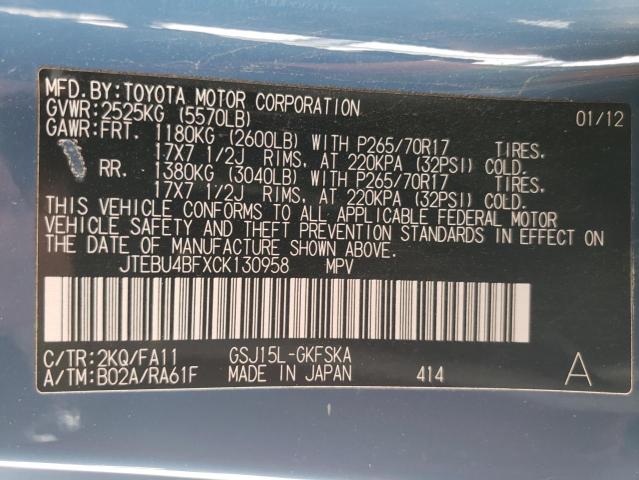 MFD.BY:TOYOTA MOTOR CORPORATION 01/12
GVWR:2525KG (5570LB)
GAWR:FRT. 1180KG (2600LB) WITH P265/70R17 TIRES.
17X7 1/2J RIMS, AT 220KPA (32PSI) COLD.
RR. 1380KG (3040LB) WITH P265/70R17 TIRES.
17X7 1/2J RIMS, AT 220KPA (32PSI) COLD.
THIS VEHICLE CONFORMS TO ALL APPLICABLE FEDERAL MOTOR
VEHICLE SAFETY AND THEFT PREVENTION STANDARDS IN EFFECT ON
THE DATE OF MANUFACTURE SHOWN ABOVE.
JTEBU4BFXCK130958 MPV
C/TR:2KQ/FA11 GSJ15L-GKFSKA
A/TM:B02A/RA61F MADE IN JAPAN 414 A